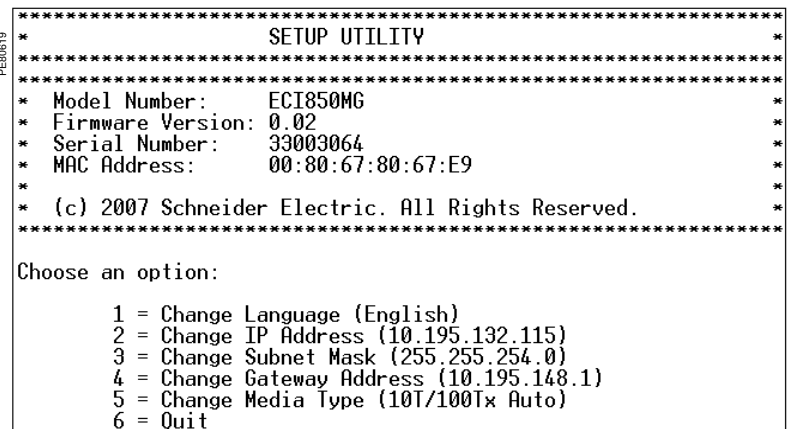 PE80619
****************************************************************
* SETUP UTILITY *
****************************************************************
****************************************************************
* Model Number: ECI850MG *
* Firmware Version: 0.02 *
* Serial Number: 33003064 *
* MAC Address: 00:80:67:80:67:E9 *
* *
* (c) 2007 Schneider Electric. All Rights Reserved. *
****************************************************************
Choose an option:
1 = Change Language (English)
2 = Change IP Address (10.195.132.115)
3 = Change Subnet Mask (255.255.254.0)
4 = Change Gateway Address (10.195.148.1)
5 = Change Media Type (10T/100Tx Auto)
6 = Quit